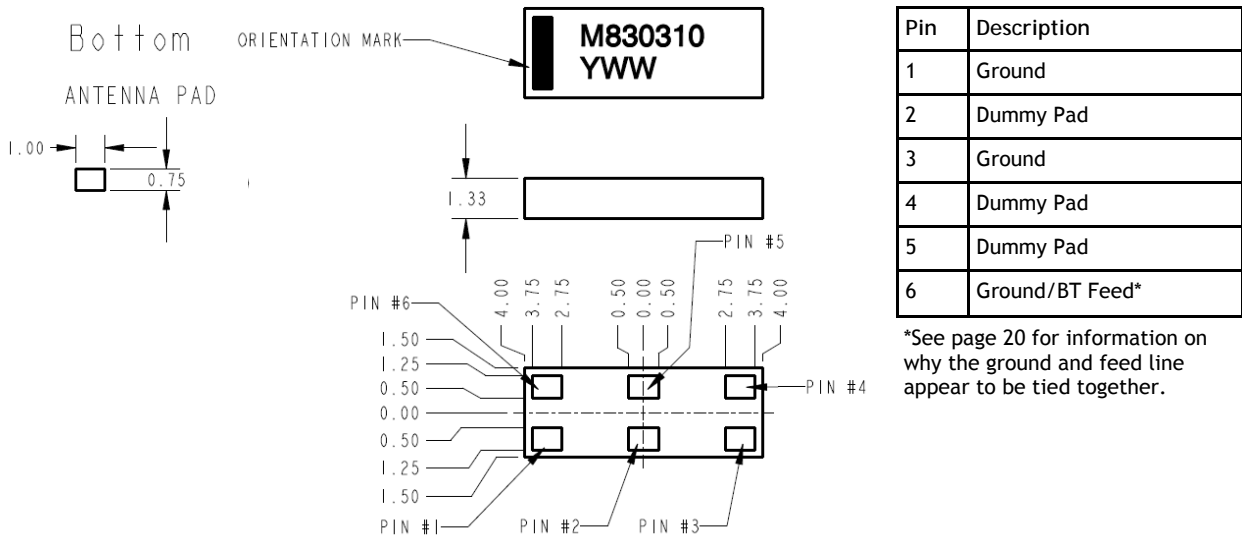 Bottom
ANTENNA PAD
1.00
0.75
ORIENTATION MARK
M830310
YWW
1.33
PIN #5
PIN #6
4.00
3.75
2.75
0.50
0.00
0.50
2.75
3.75
4.00
1.50
1.25
0.50
0.00
0.50
1.25
1.50
PIN #4
PIN #1
PIN #2
PIN #3
Pin Description
1 Ground
2 Dummy Pad
3 Ground
4 Dummy Pad
5 Dummy Pad
6 Ground/BT Feed*
*See page 20 for information on
why the ground and feed line
appear to be tied together.